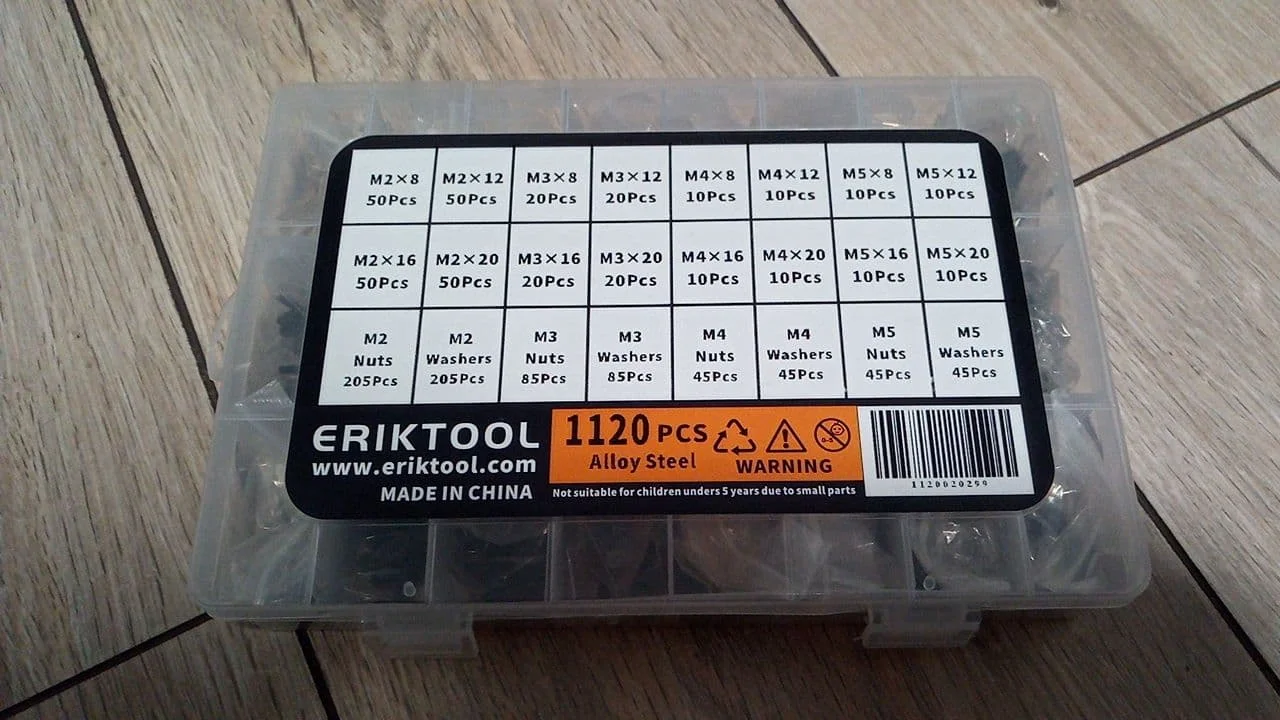 M2×8 M2×12 M3×8 M3×12 M4×8 M4×12 M5×8 M5×12
50Pcs 50Pcs 20Pcs 20Pcs 10Pcs 10Pcs 10Pcs 10Pcs
M2×16 M2×20 M3×16 M3×20 M4×16 M4×20 M5×16 M5×20
50Pcs 50Pcs 20Pcs 20Pcs 10Pcs 10Pcs 10Pcs 10Pcs
M2 M2 M3 M3 M4 M4 M5 M5
Nuts Washers Nuts Washers Nuts Washers Nuts Washers
205Pcs 205Pcs 85Pcs 85Pcs 45Pcs 45Pcs 45Pcs 45Pcs
ERIKTOOL
www.eriktool.com
MADE IN CHINA
1120 PCS
Alloy Steel
0-5
WARNING
Not suitable for children unders 5 years due to small parts
1120020299